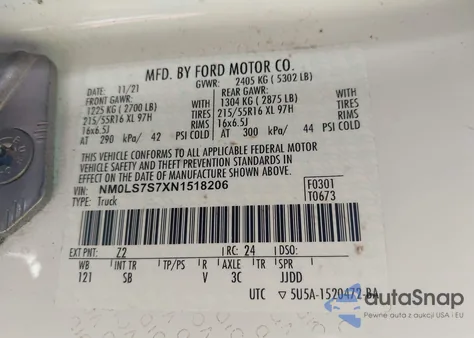 MFD. BY FORD MOTOR CO.
DATE: 11/21 GVWR: 2405 KG ( 5302 LB)
FRONT GAWR: REAR GAWR:
1225 KG ( 2700 LB) 1304 KG ( 2875 LB)
215/55R16 XL 97H TIRES 215/55R16 XL 97H TIRES
16x6.5J RIMS 16x6.5J RIMS
AT 290 kPa/ 42 PSI COLD AT 300 kPa/ 44 PSI COLD
THIS VEHICLE CONFORMS TO ALL APPLICABLE FEDERAL MOTOR
VEHICLE SAFETY AND THEFT PREVENTION STANDARDS IN EFFECT
ON THE DATE OF MANUFACTURE SHOWN ABOVE.
VIN: NM0LS7S7XN1518206 F0301
TYPE: Truck T0673
EXT PNT: Z2 RC: 24 DSO:
WB INT TR TP/PS R AXLE TR SPR
121 SB V 3C JJDD
UTC ▽ 5U5A-1520472-BA
autoSnap
Pewne auto z USA i EU